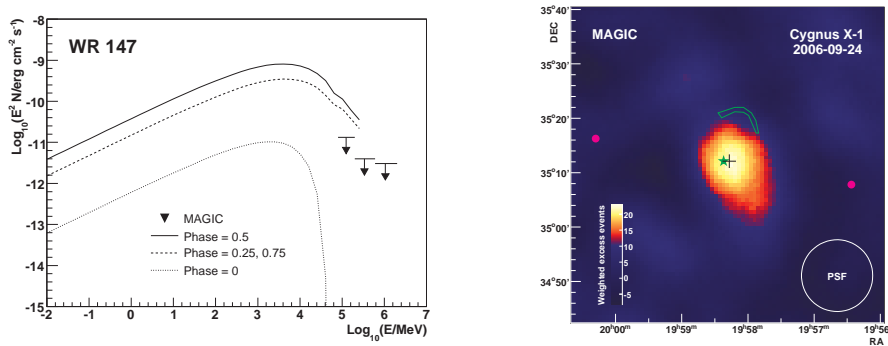 WR 147
Log10(E² N/erg cm⁻² s⁻¹)
-8
-9
-10
-11
-12
-13
-14
-15
MAGIC
Phase = 0.5
Phase = 0.25, 0.75
Phase = 0
-2
-1
0
1
2
3
4
5
6
7
Log10(E/MeV)
DEC
35°40'
35°30'
35°20'
35°10'
35°00'
34°50'
MAGIC
Cygnus X-1
2006-09-24
Weighted excess events
20
15
10
5
0
-5
PSF
20ʰ00ᵐ
19ʰ59ᵐ
19ʰ58ᵐ
19ʰ57ᵐ
19ʰ56
RA